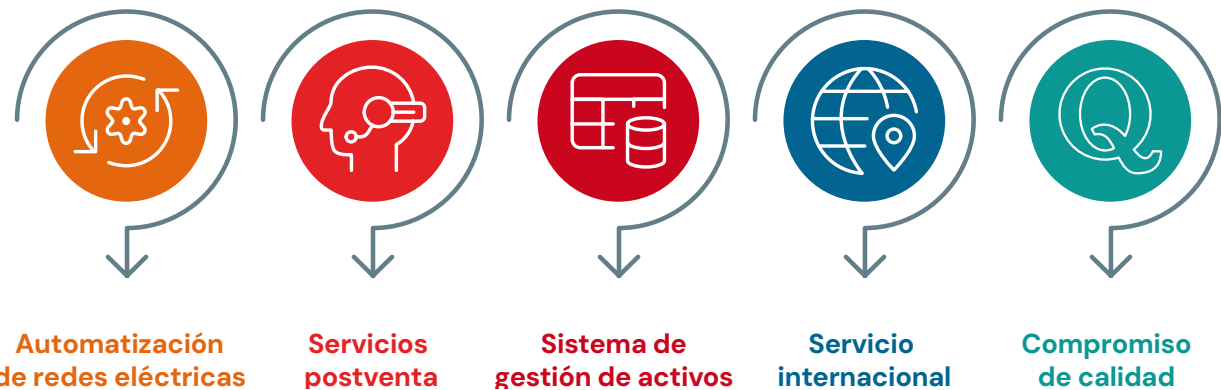 Automatización
de redes eléctricas
Servicios
postventa
Sistema de
gestión de activos
Servicio
internacional
Compromiso
de calidad